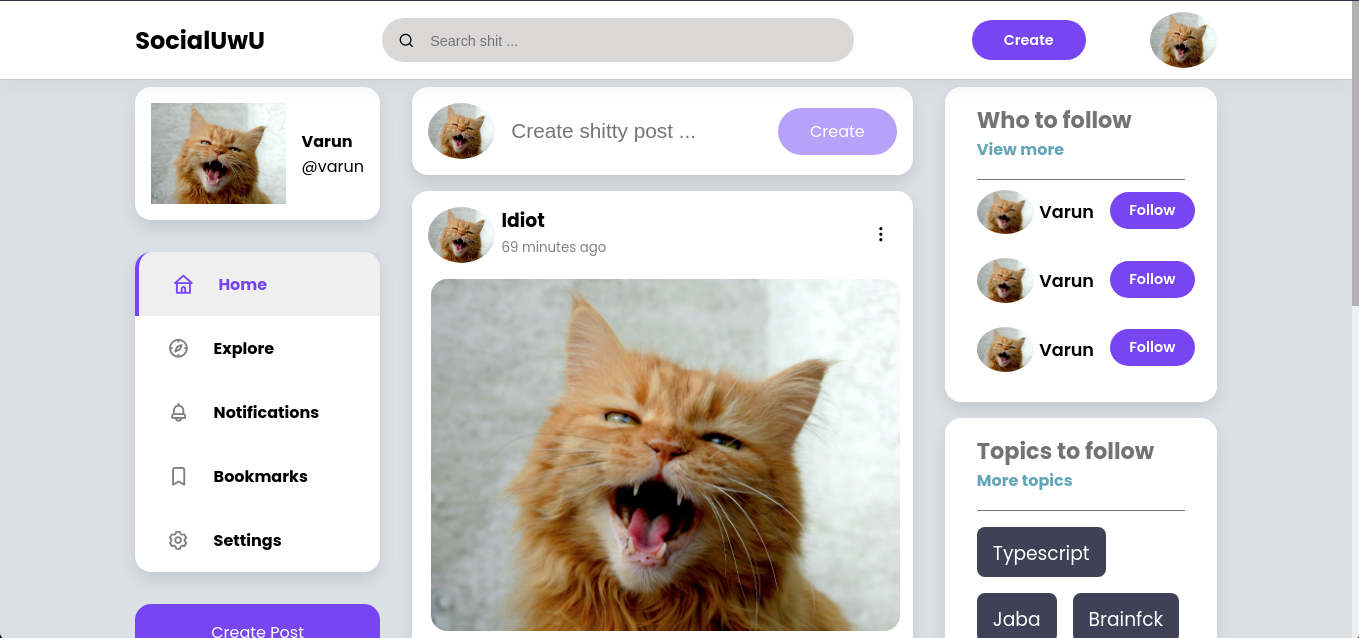 SocialUwU
Search shit ...
Create
Varun
@varun
Home
Explore
Notifications
Bookmarks
Settings
Create Post
Create shitty post ...
Create
Idiot
69 minutes ago
Who to follow
View more
Varun
Follow
Varun
Follow
Varun
Follow
Topics to follow
More topics
Typescript
Jaba
Brainfck